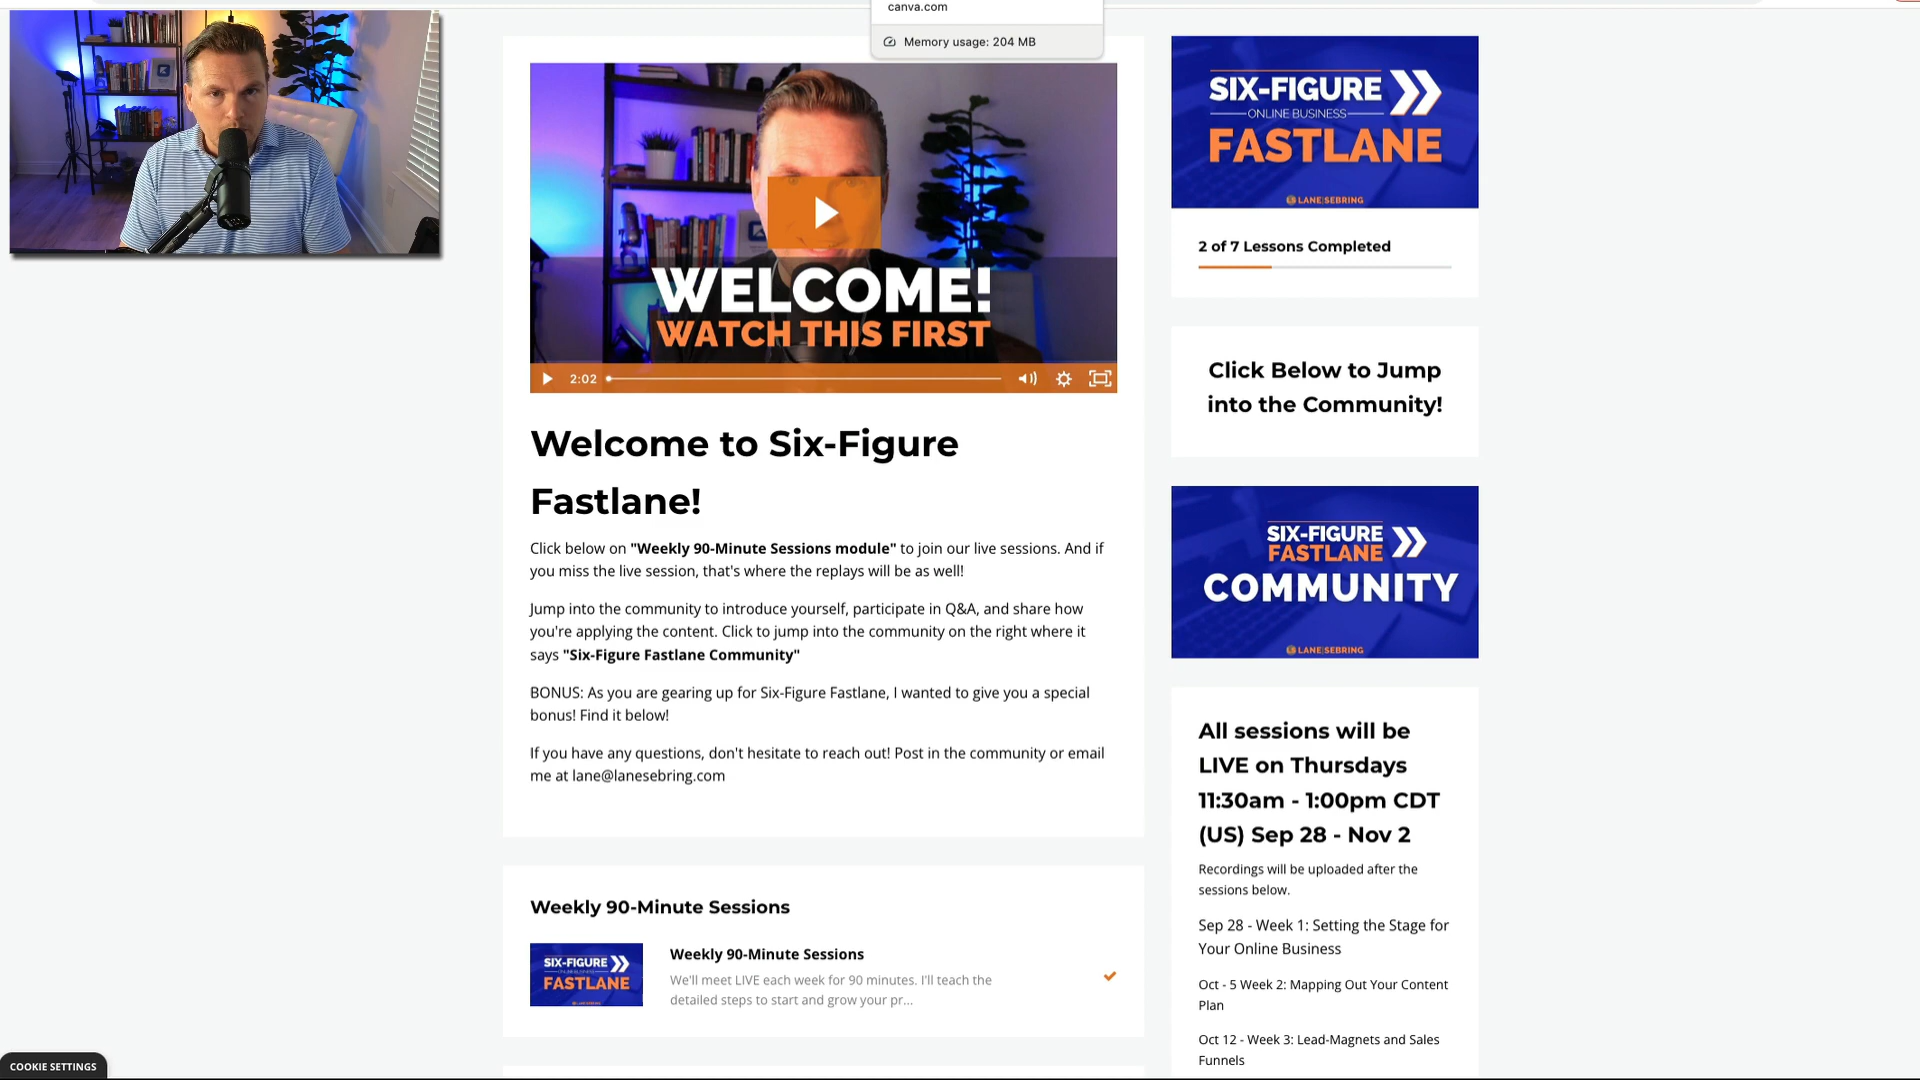 canva.com
Memory usage: 204 MB
WELCOME!
WATCH THIS FIRST
2:02
Welcome to Six-Figure
Fastlane!
Click below on "Weekly 90-Minute Sessions module" to join our live sessions. And if
you miss the live session, that's where the replays will be as well!
Jump into the community to introduce yourself, participate in Q&A, and share how
you're applying the content. Click to jump into the community on the right where it
says "Six-Figure Fastlane Community"
BONUS: As you are gearing up for Six-Figure Fastlane, I wanted to give you a special
bonus! Find it below!
If you have any questions, don't hesitate to reach out! Post in the community or email
me at lane@lanesebring.com
Weekly 90-Minute Sessions
SIX-FIGURE
FASTLANE
Weekly 90-Minute Sessions
We'll meet LIVE each week for 90 minutes. I'll teach the
detailed steps to start and grow your pr...
SIX-FIGURE
ONLINE BUSINESS
FASTLANE
LANE|SEBRING
2 of 7 Lessons Completed
Click Below to Jump
into the Community!
SIX-FIGURE
FASTLANE
COMMUNITY
LANE|SEBRING
All sessions will be
LIVE on Thursdays
11:30am - 1:00pm CDT
(US) Sep 28 - Nov 2
Recordings will be uploaded after the
sessions below.
Sep 28 - Week 1: Setting the Stage for
Your Online Business
Oct - 5 Week 2: Mapping Out Your Content
Plan
Oct 12 - Week 3: Lead-Magnets and Sales
Funnels
COOKIE SETTINGS